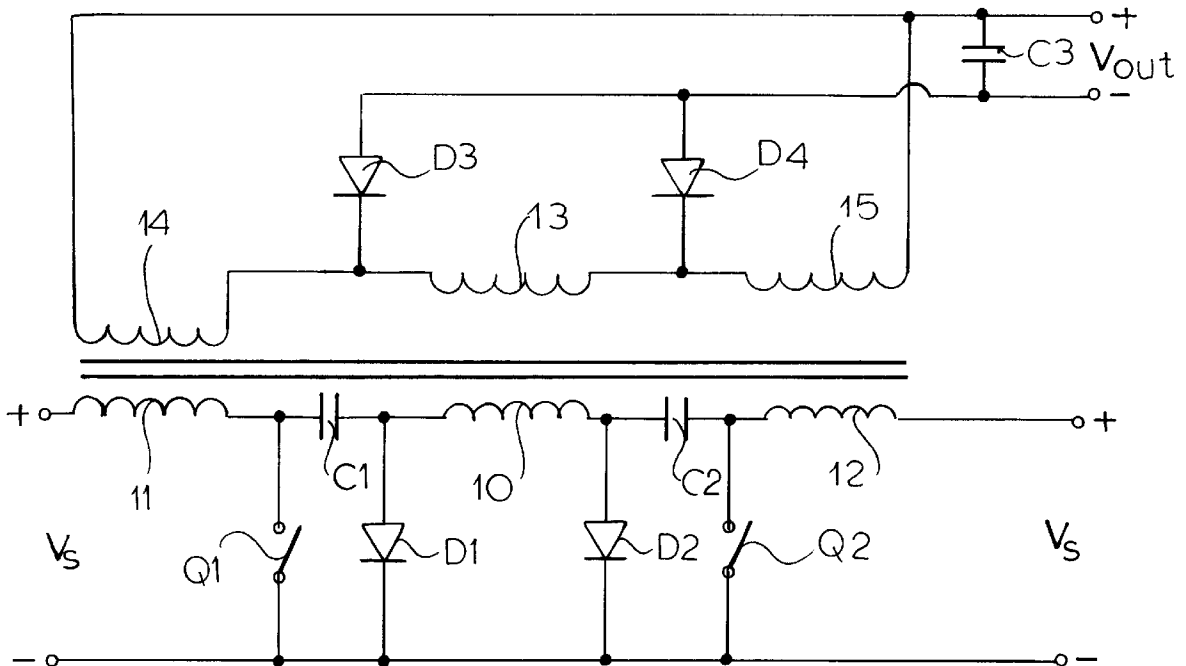 +
C3
Vout
−
D3
D4
14
13
15
+
+
11
C1
10
C2
12
Vs
Q1
D1
D2
Q2
Vs
−
−